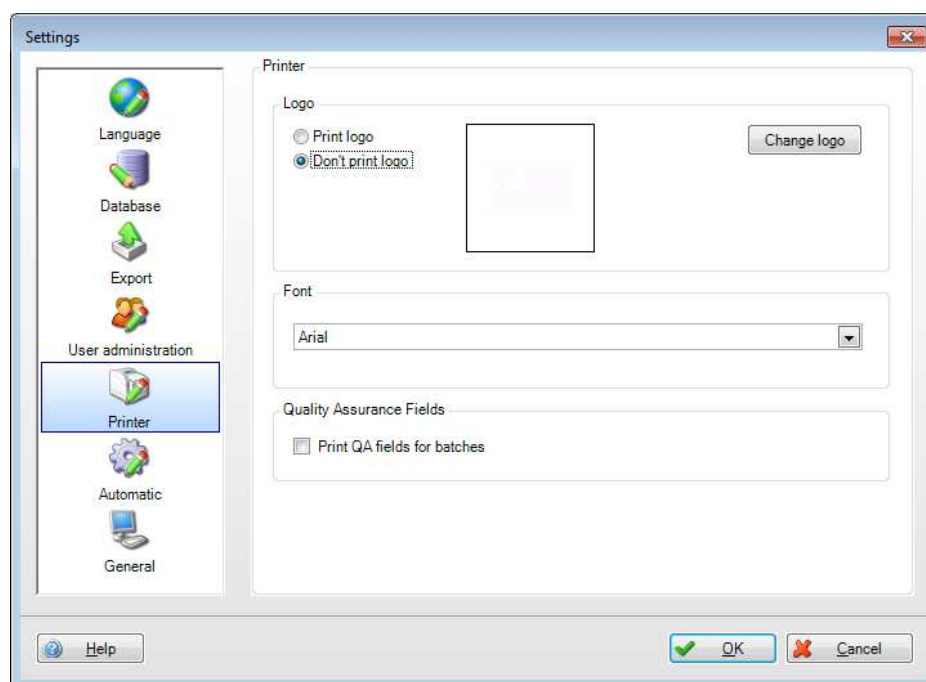 Settings
Language
Database
Export
User administration
Printer
Automatic
General
Printer
Logo
Print logo
Don't print logo
Change logo
Font
Arial
Quality Assurance Fields
Print QA fields for batches
Help
OK
Cancel